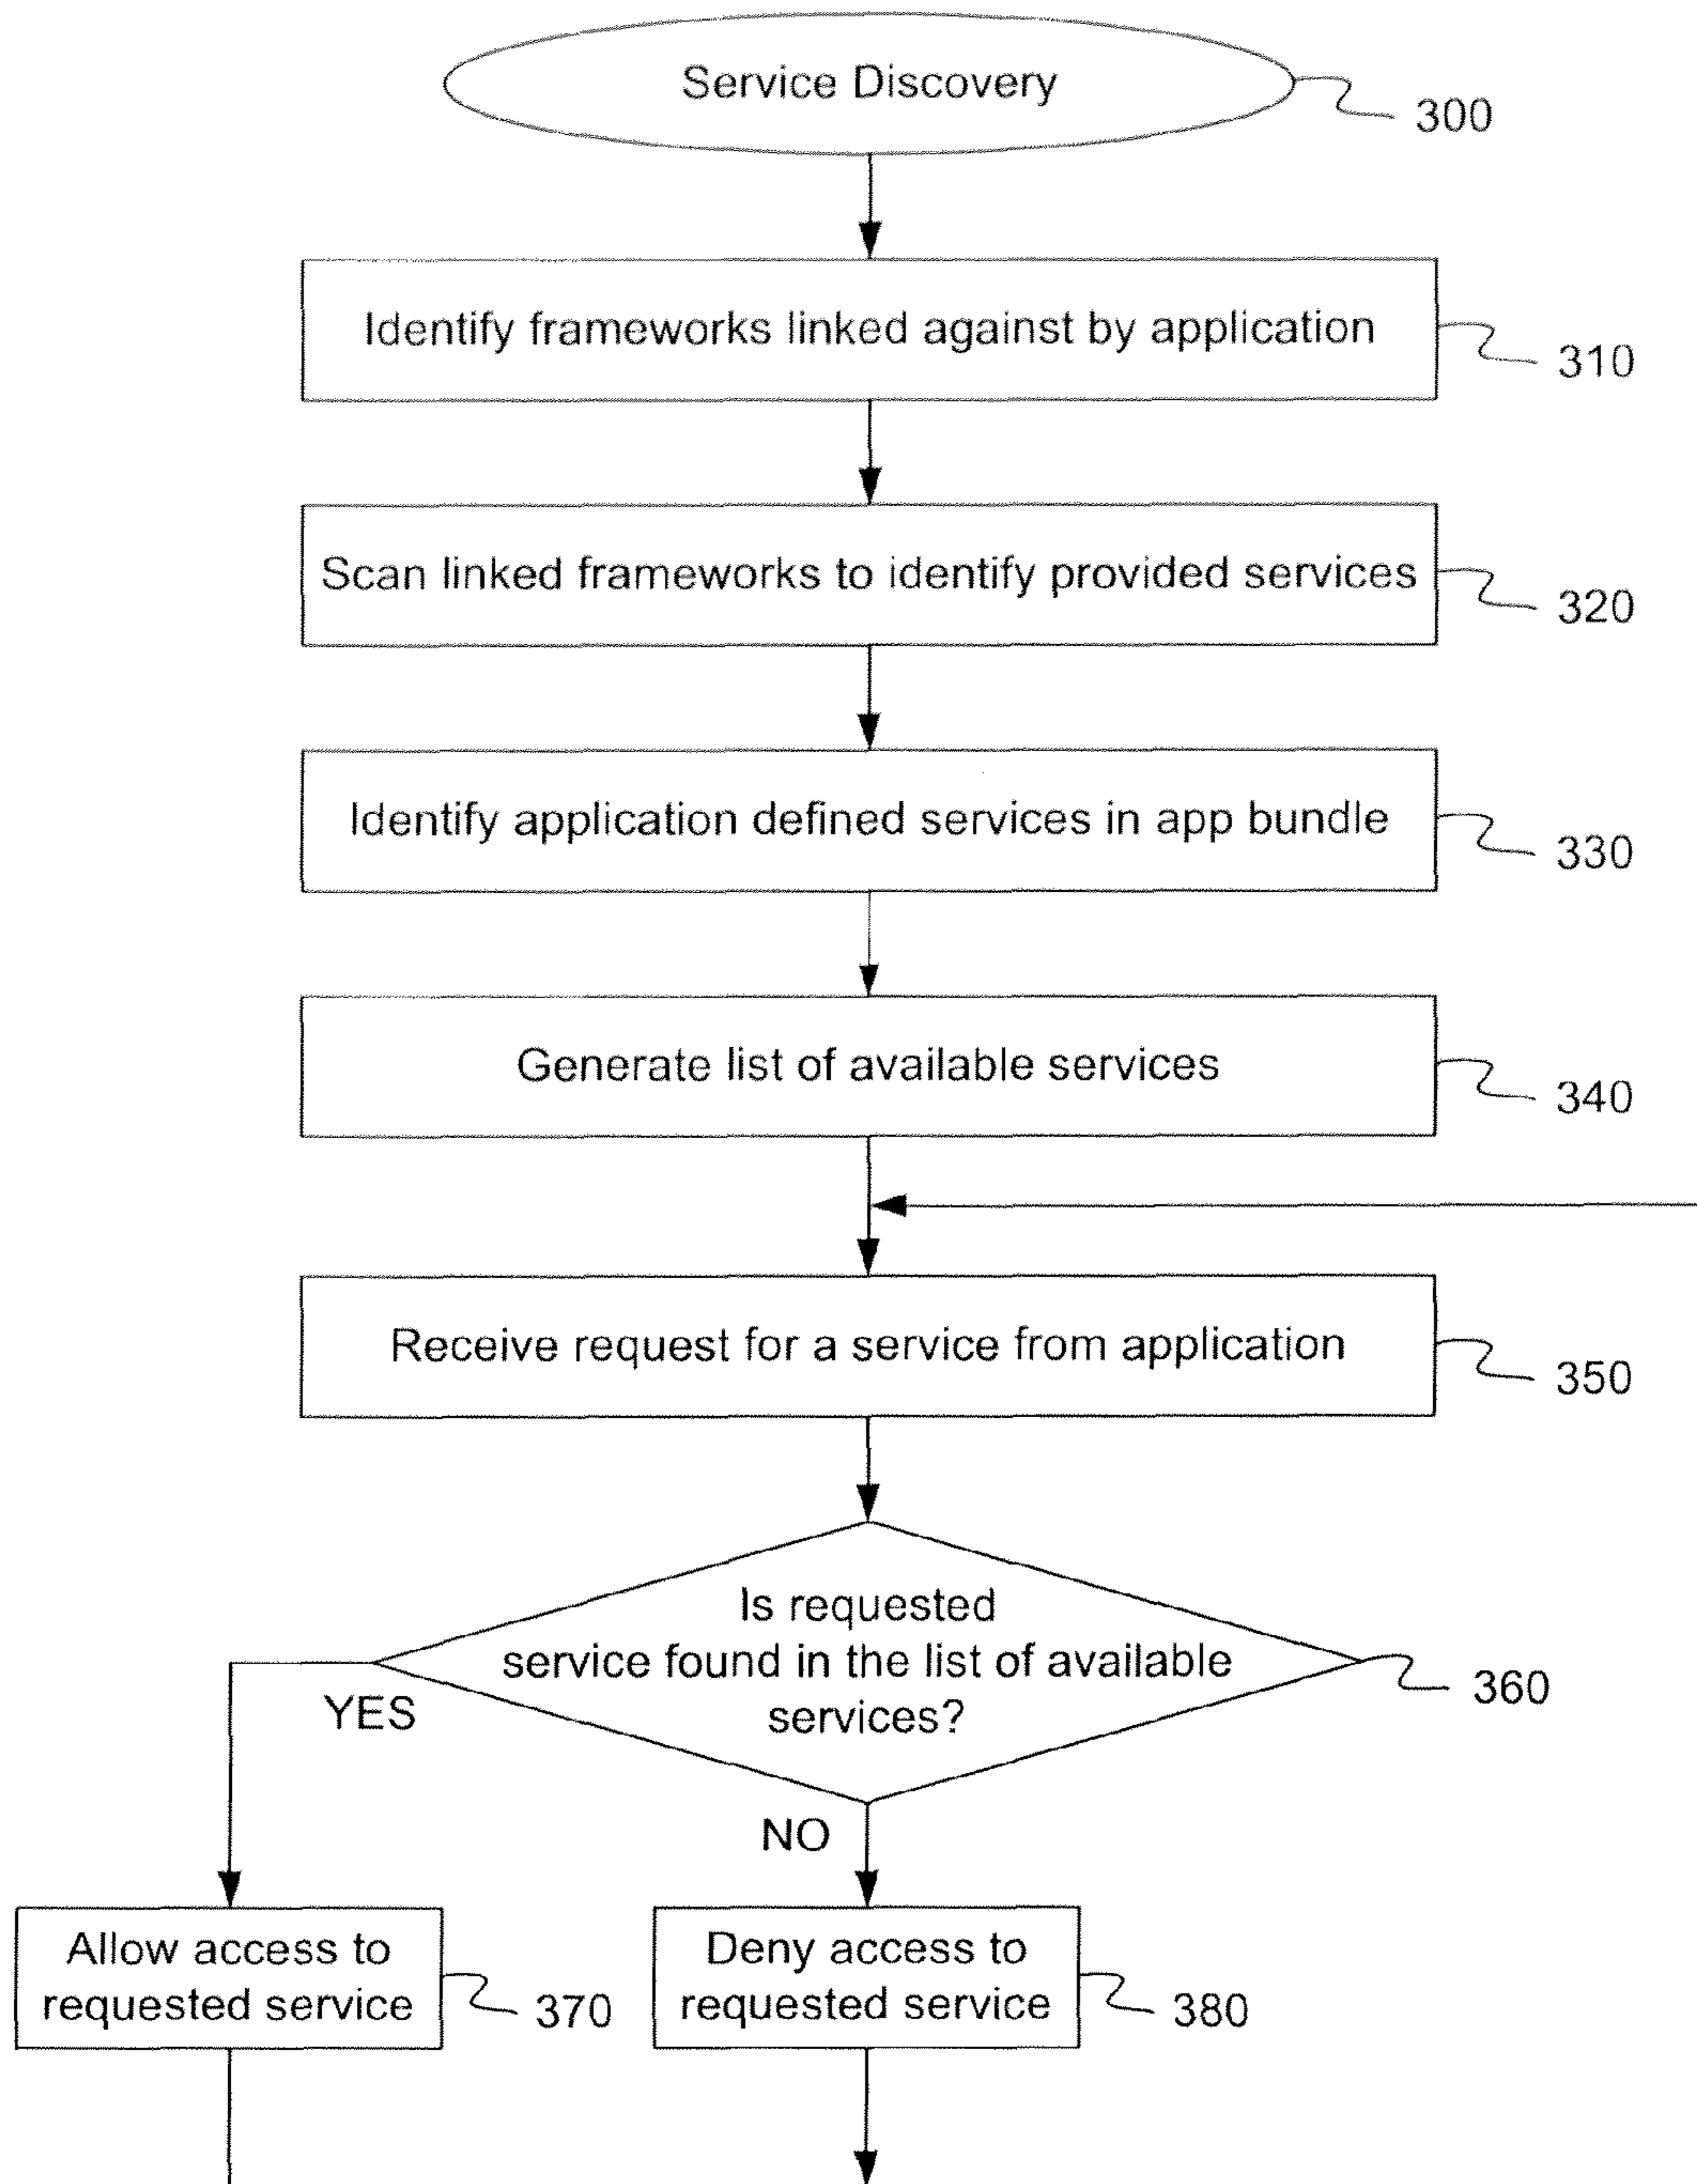 Service Discovery
300
Identify frameworks linked against by application
310
Scan linked frameworks to identify provided services
320
Identify application defined services in app bundle
330
Generate list of available services
340
Receive request for a service from application
350
Is requested
service found in the list of available
services?
360
YES
NO
Allow access to
requested service
370
Deny access to
requested service
380